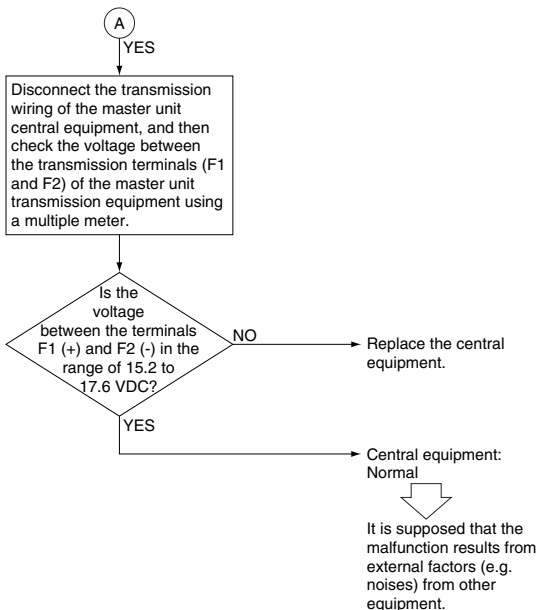 A
YES
Disconnect the transmission
wiring of the master unit
central equipment, and then
check the voltage between
the transmission terminals (F1
and F2) of the master unit
transmission equipment using
a multiple meter.
Is the
voltage
between the terminals
F1 (+) and F2 (-) in the
range of 15.2 to
17.6 VDC?
NO
Replace the central
equipment.
YES
Central equipment:
Normal
It is supposed that the
malfunction results from
external factors (e.g.
noises) from other
equipment.